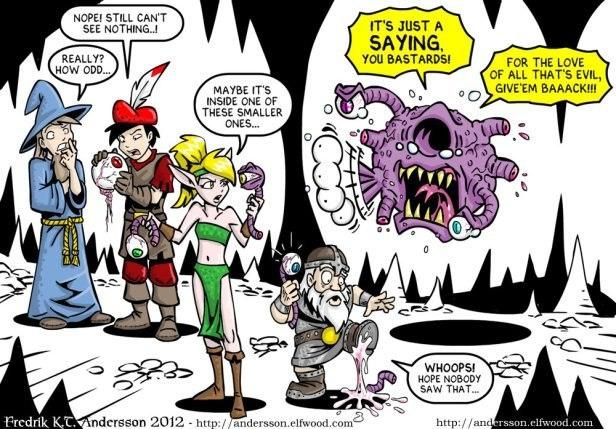 NOPE! STILL CAN'T
SEE NOTHING..!
REALLY?
HOW ODD...
MAYBE IT'S
INSIDE ONE OF
THESE SMALLER
ONES...
IT'S JUST A
SAYING,
YOU BASTARDS!
FOR THE LOVE
OF ALL THAT'S EVIL,
GIVE'EM BAAACK!!!
WHOOPS!
HOPE NOBODY
SAW THAT...
Fredrik K.T. Andersson 2012 - http://andersson.elfwood.com
http://andersson.elfwood.com